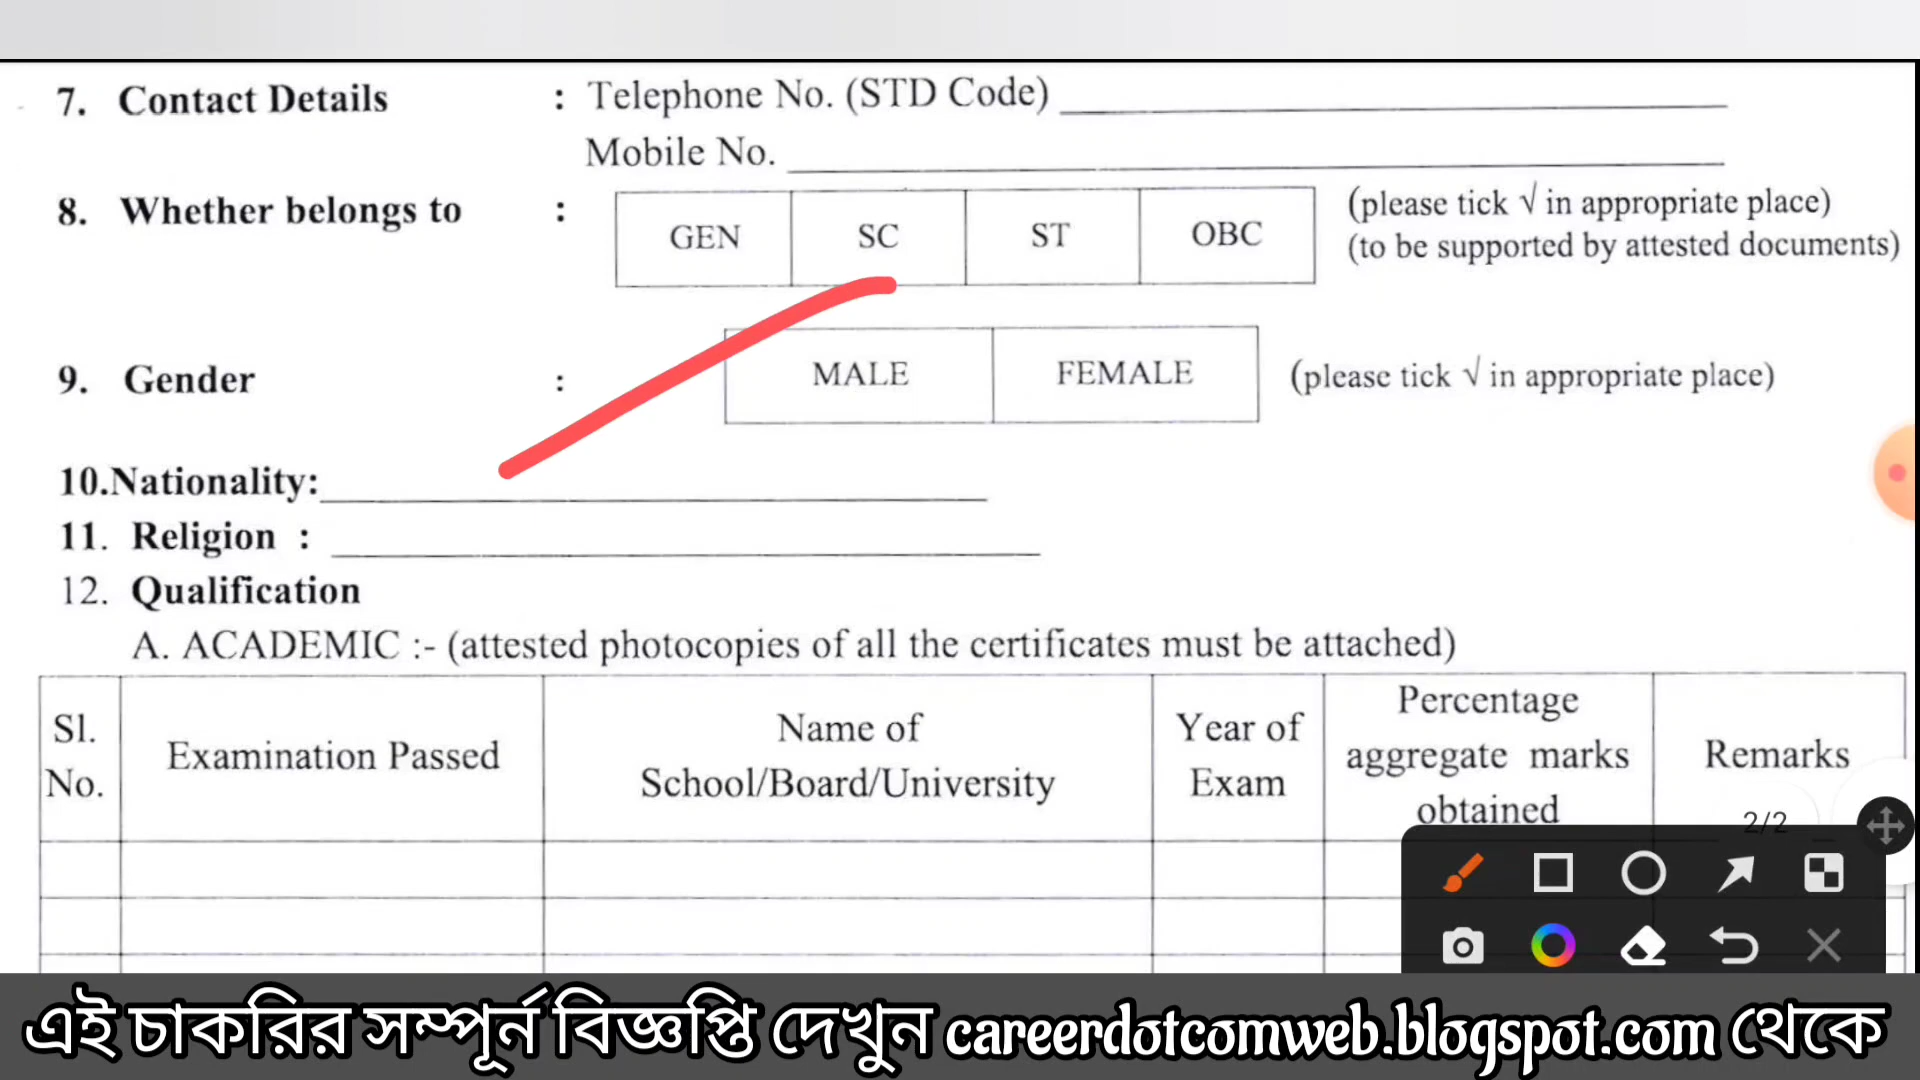 7. Contact Details : Telephone No. (STD Code)
Mobile No.
8. Whether belongs to : GEN SC ST OBC (please tick √ in appropriate place)
(to be supported by attested documents)
9. Gender : MALE FEMALE (please tick √ in appropriate place)
10.Nationality:
11. Religion :
12. Qualification
A. ACADEMIC :- (attested photocopies of all the certificates must be attached)
Sl. No.
Examination Passed
Name of
School/Board/University
Year of
Exam
Percentage
aggregate marks
obtained
Remarks
2/2
এই চাকরির সম্পূর্ন বিজ্ঞপ্তি দেখুন careerdotcomweb.blogspot.com থেকে